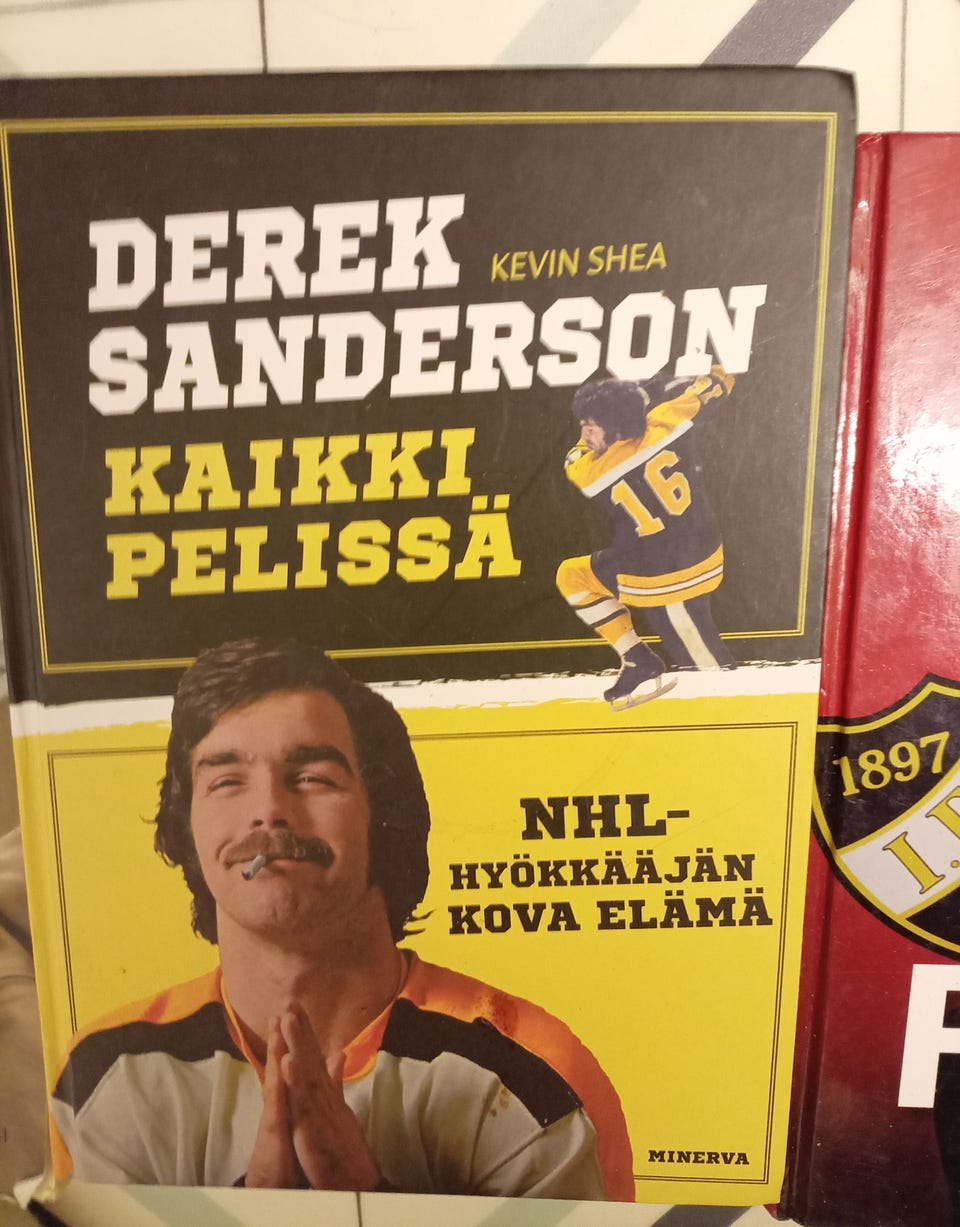 DEREK
KEVIN SHEA
SANDERSON
16
KAIKKI
PELISSÄ
NHL-
HYÖKKÄÄJÄN
KOVA ELÄMÄ
MINERVA
1897
I.